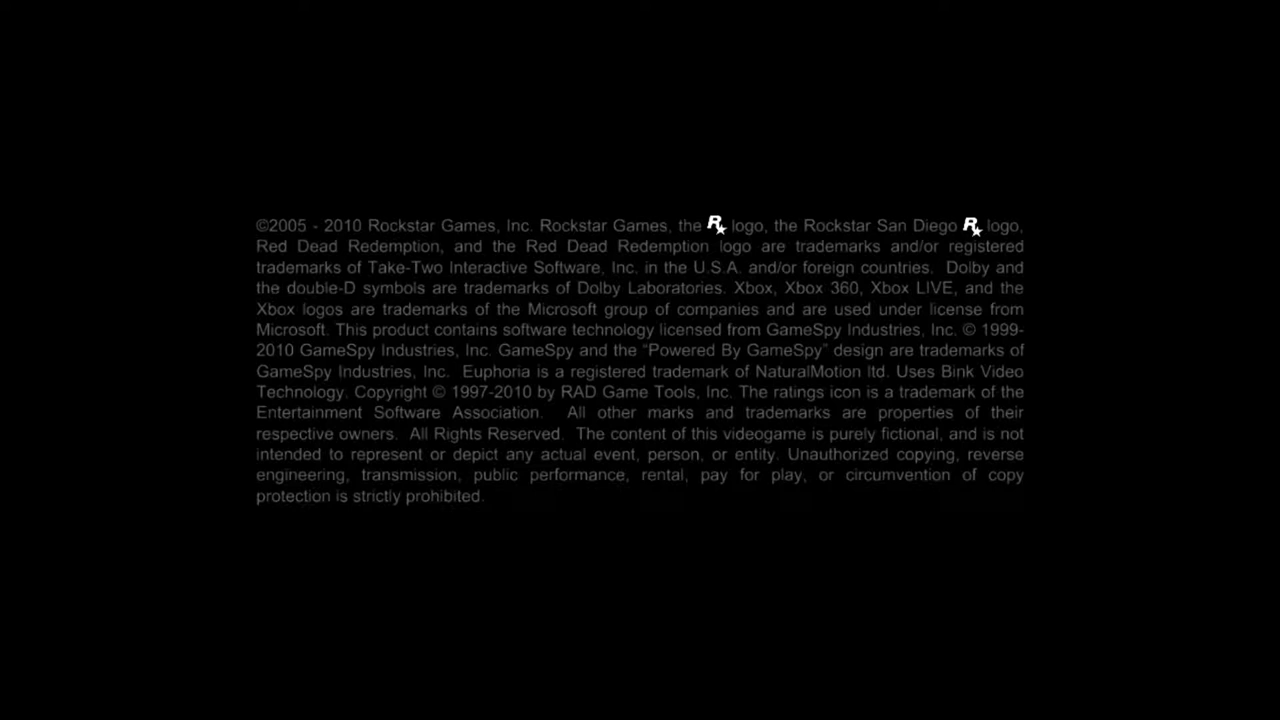 ©2005 - 2010 Rockstar Games, Inc. Rockstar Games, the R★ logo, the Rockstar San Diego R★ logo,
Red Dead Redemption, and the Red Dead Redemption logo are trademarks and/or registered
trademarks of Take-Two Interactive Software, Inc. in the U.S.A. and/or foreign countries. Dolby and
the double-D symbols are trademarks of Dolby Laboratories. Xbox, Xbox 360, Xbox LIVE, and the
Xbox logos are trademarks of the Microsoft group of companies and are used under license from
Microsoft. This product contains software technology licensed from GameSpy Industries, Inc. © 1999-
2010 GameSpy Industries, Inc. GameSpy and the “Powered By GameSpy” design are trademarks of
GameSpy Industries, Inc. Euphoria is a registered trademark of NaturalMotion ltd. Uses Bink Video
Technology. Copyright © 1997-2010 by RAD Game Tools, Inc. The ratings icon is a trademark of the
Entertainment Software Association. All other marks and trademarks are properties of their
respective owners. All Rights Reserved. The content of this videogame is purely fictional, and is not
intended to represent or depict any actual event, person, or entity. Unauthorized copying, reverse
engineering, transmission, public performance, rental, pay for play, or circumvention of copy
protection is strictly prohibited.